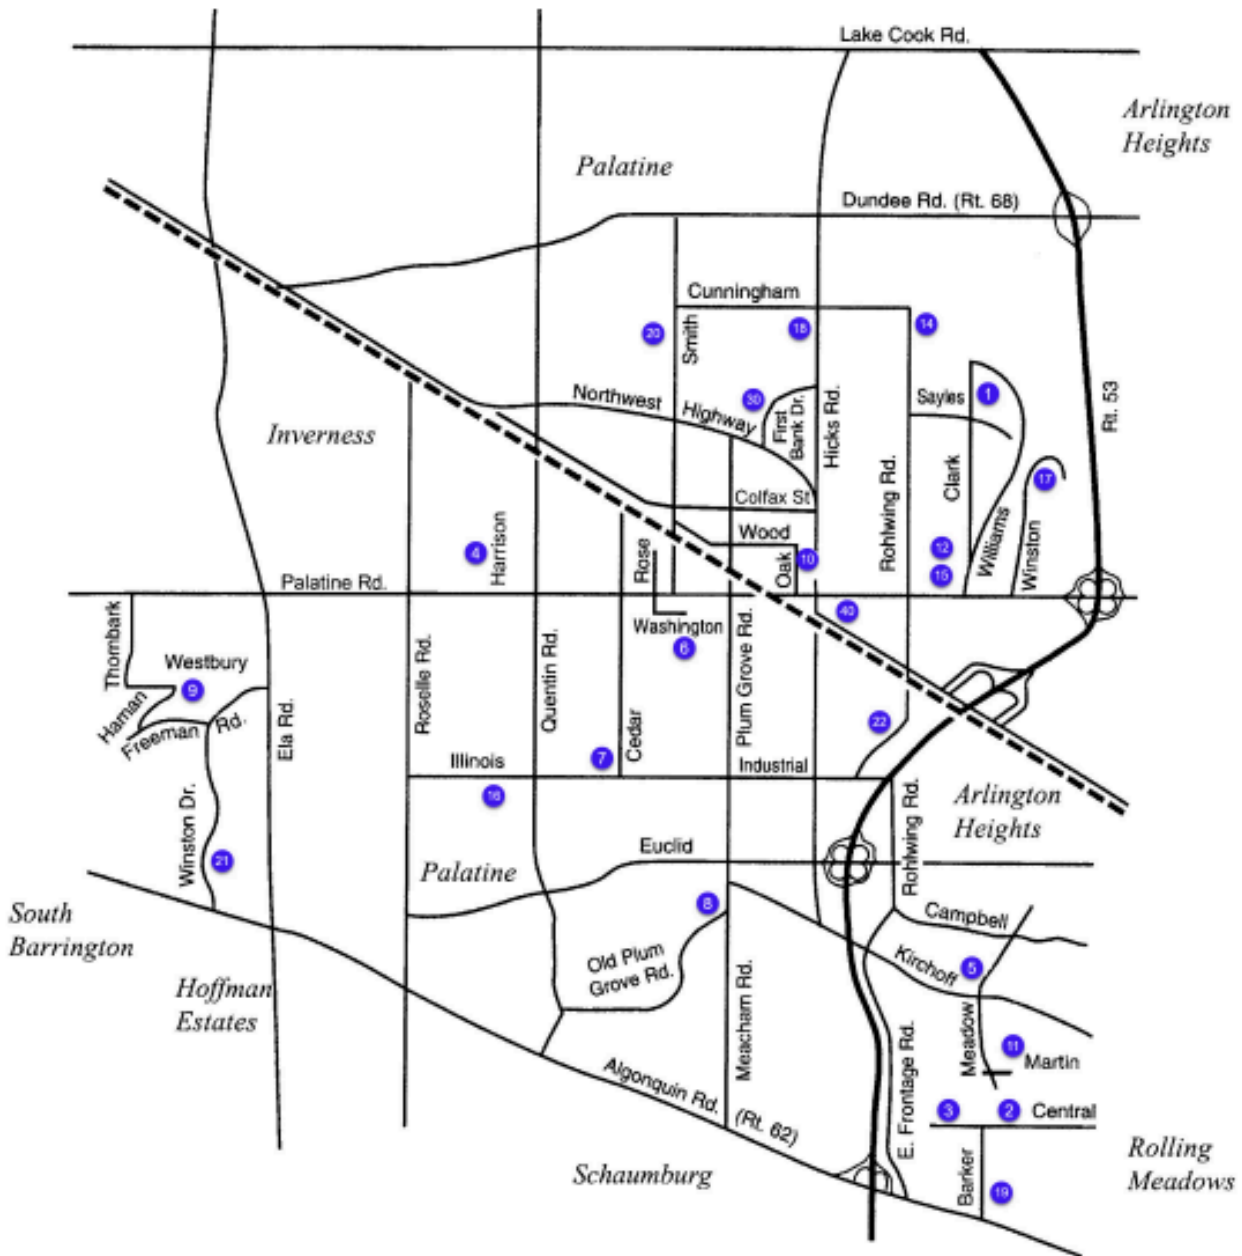 Lake Cook Rd.
Arlington
Heights
Palatine
Dundee Rd. (Rt. 68)
Cunningham
20
Smith
18
14
Rt. 53
Northwest
Highway
30
First
Bank Dr.
Hicks Rd.
Sayles
1
Inverness
Colfax St
Rohlwing Rd.
Clark
17
Harrison
4
Wood
Rose
Oak
10
12
15
Williams
Winston
Palatine Rd.
40
Thornbark
Washington
6
Westbury
9
Haman
Freeman
Rd.
Ela Rd.
Roselle Rd.
Quentin Rd.
Cedar
Plum Grove Rd.
22
7
Illinois
Industrial
16
Arlington
Heights
Winston Dr.
21
Euclid
Rohlwing Rd.
Palatine
8
Campbell
South
Barrington
Old Plum
Grove Rd.
Kirchoff
5
Hoffman
Estates
Meacham Rd.
E. Frontage Rd.
Meadow
11
Martin
Algonquin Rd.
(Rt. 62)
3
2
Central
Barker
19
Schaumburg
Rolling
Meadows